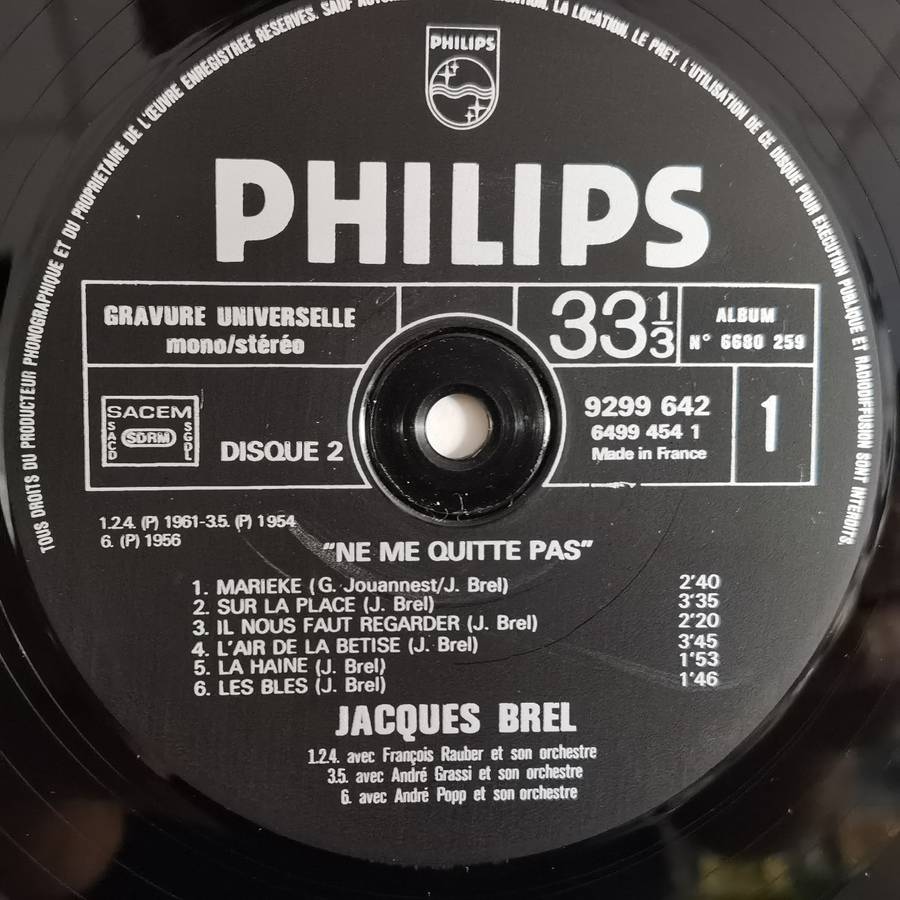 TOUS DROITS DU PRODUCTEUR PHONOGRAPHIQUE ET DU PROPRIETAIRE DE L'ŒUVRE ENREGISTREE RESERVES. SAUF LA LOCATION, LE PRET, L'UTILISATION DE CE DISQUE POUR EXECUTION PUBLIQUE ET RADIODIFFUSION SONT INTERDITS.
PHILIPS
PHILIPS
GRAVURE UNIVERSELLE
mono/stéréo
33 1/3
ALBUM
N° 6680 259
SACEM
SACD
SDRM
SGDL
DISQUE 2
9299 642
6499 454 1
Made in France
1
1.2.4. (P) 1961-3.5. (P) 1954
6. (P) 1956
"NE ME QUITTE PAS"
1. MARIEKE (G. Jouannest/J. Brel) 2'40
2. SUR LA PLACE (J. Brel) 3'35
3. IL NOUS FAUT REGARDER (J. Brel) 2'20
4. L'AIR DE LA BETISE (J. Brel) 3'45
5. LA HAINE (J. Brel) 1'53
6. LES BLES (J. Brel) 1'46
JACQUES BREL
1.2.4. avec François Rauber et son orchestre
3.5. avec André Grassi et son orchestre
6. avec André Popp et son orchestre